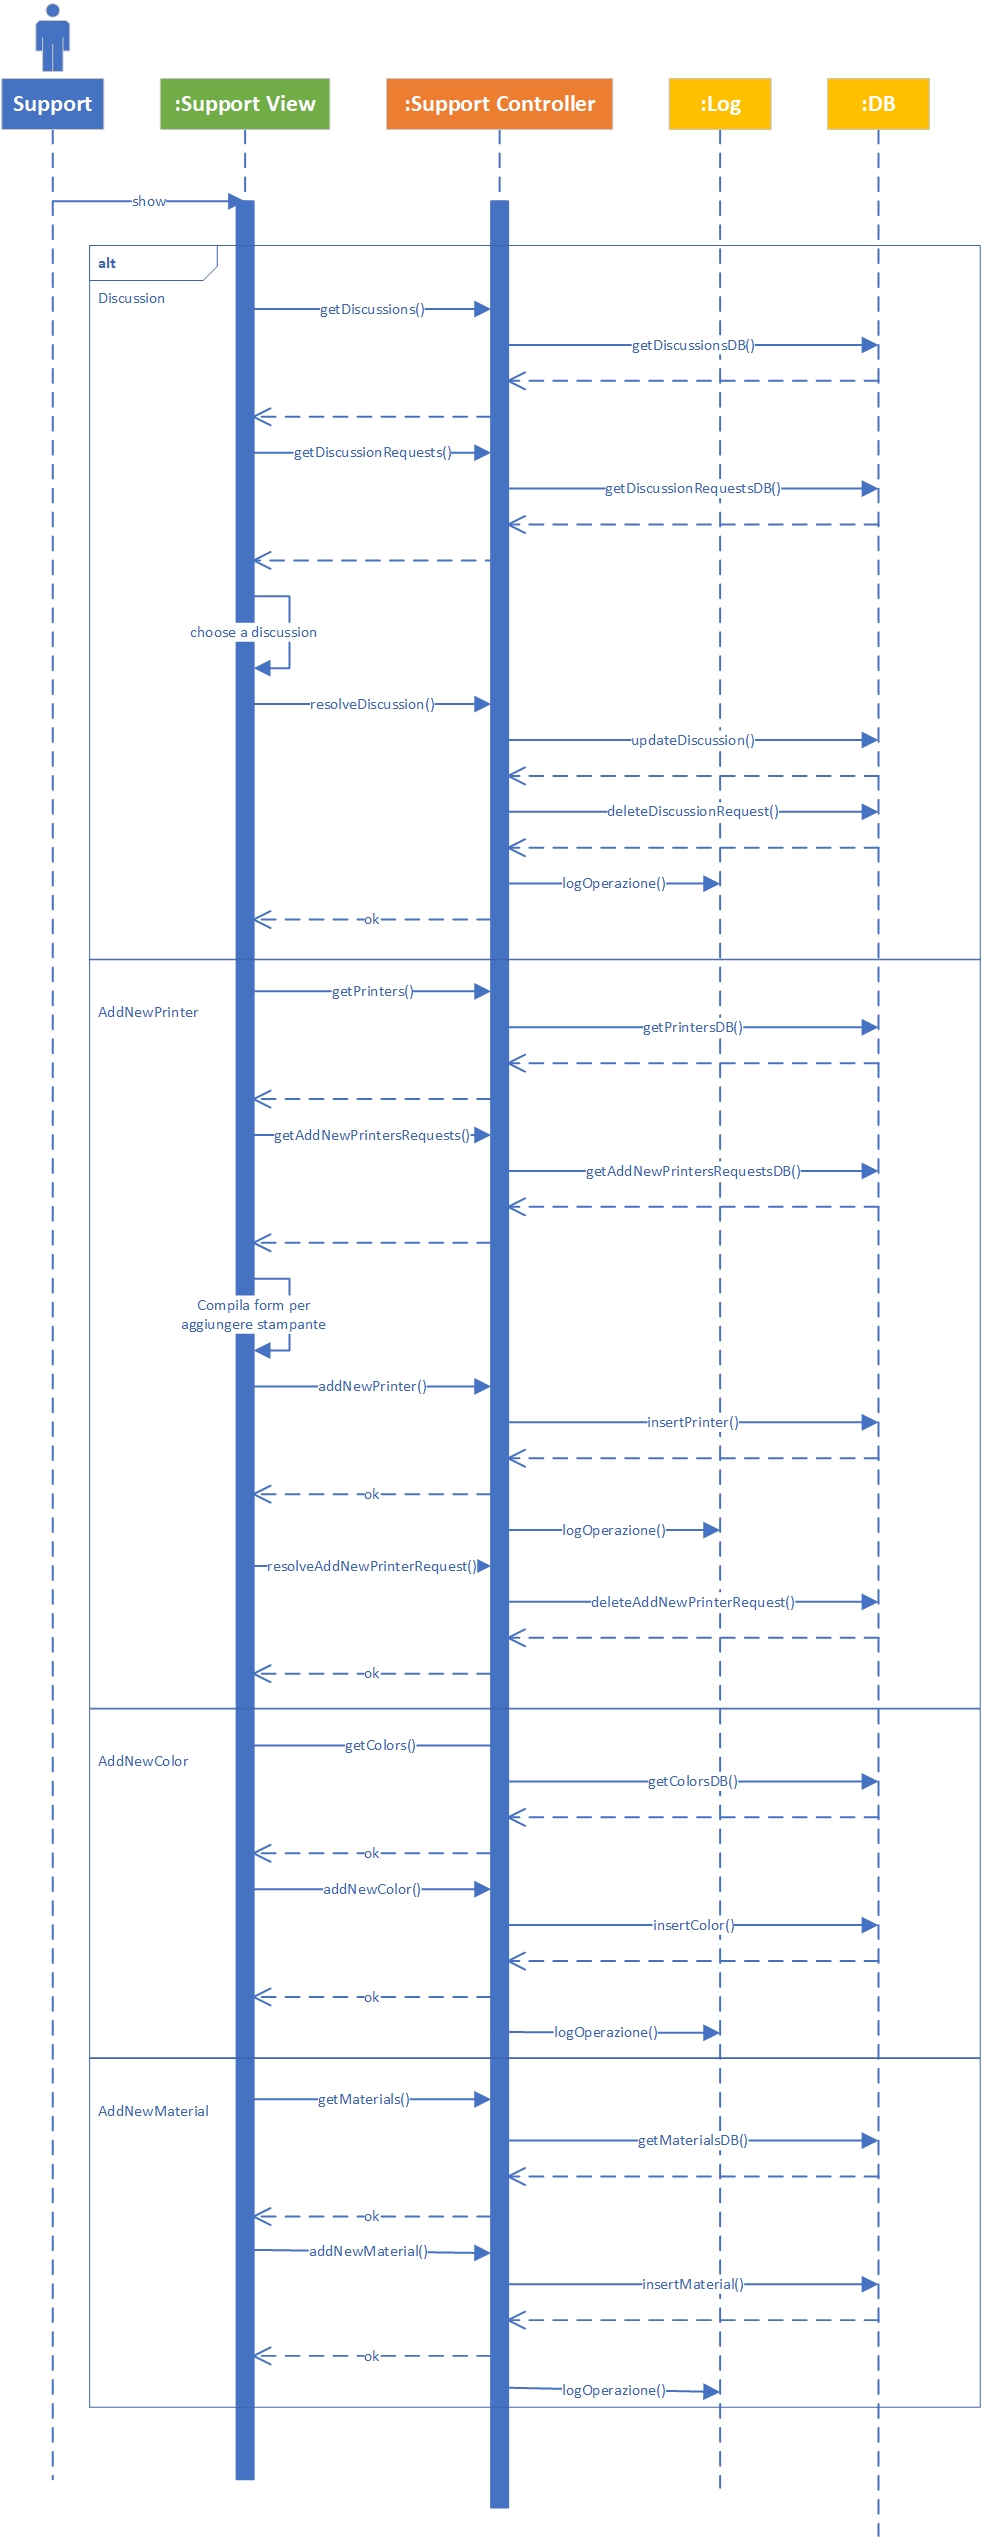 Support
:Support View
:Support Controller
:Log
:DB
show
alt
Discussion
getDiscussions()
getDiscussionsDB()
getDiscussionRequests()
getDiscussionRequestsDB()
choose a discussion
resolveDiscussion()
updateDiscussion()
deleteDiscussionRequest()
logOperazione()
ok
getPrinters()
AddNewPrinter
getPrintersDB()
getAddNewPrintersRequests()
getAddNewPrintersRequestsDB()
Compila form per
aggiungere stampante
addNewPrinter()
insertPrinter()
ok
logOperazione()
resolveAddNewPrinterRequest()
deleteAddNewPrinterRequest()
ok
getColors()
AddNewColor
getColorsDB()
ok
addNewColor()
insertColor()
ok
logOperazione()
getMaterials()
AddNewMaterial
getMaterialsDB()
ok
addNewMaterial()
insertMaterial()
ok
logOperazione()